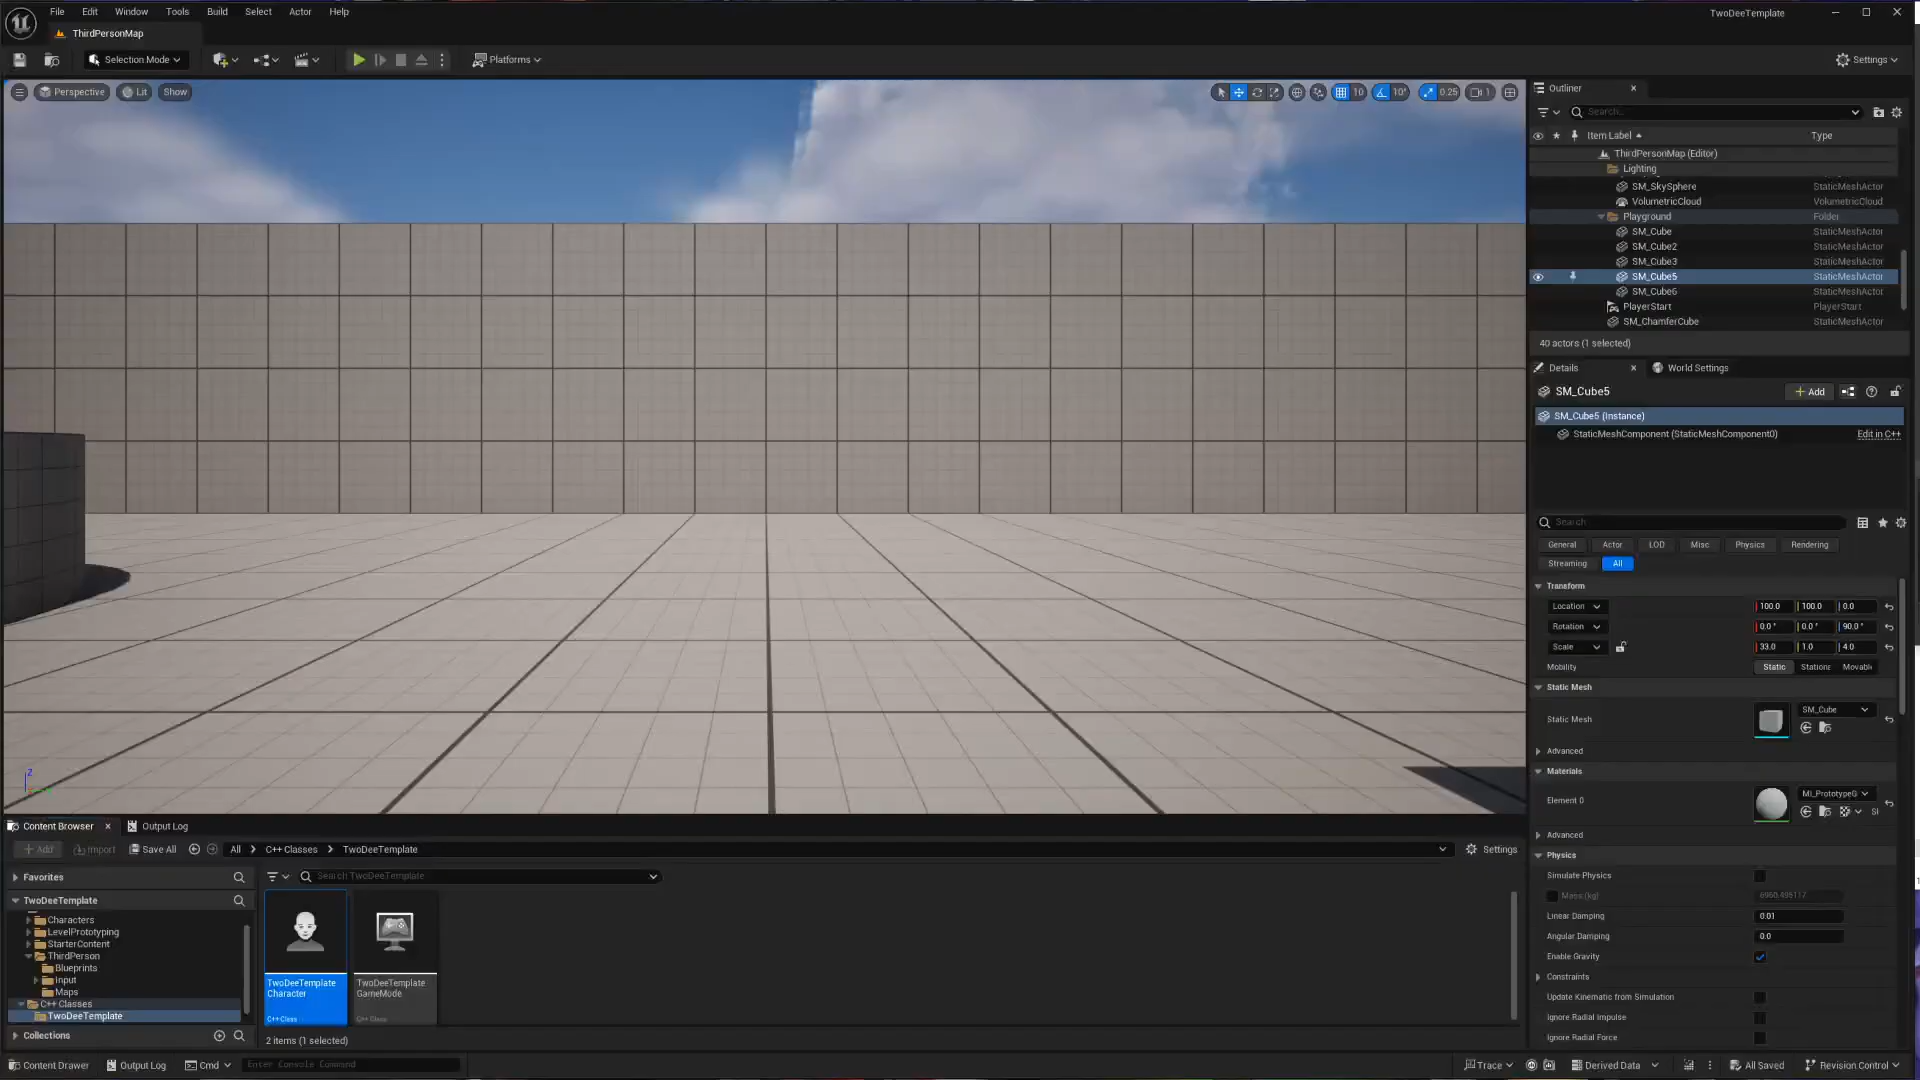 File Edit Window Tools Build Select Actor Help
TwoDeeTemplate
ThirdPersonMap
Selection Mode
Platforms
Settings
Perspective Lit Show
10 10° 0.25 1
Outliner
Search...
Item Label Type
ThirdPersonMap (Editor)
Lighting
SM_SkySphere StaticMeshActor
VolumetricCloud VolumetricCloud
Playground Folder
SM_Cube StaticMeshActor
SM_Cube2 StaticMeshActor
SM_Cube3 StaticMeshActor
SM_Cube5 StaticMeshActor
SM_Cube6 StaticMeshActor
PlayerStart PlayerStart
SM_ChamferCube StaticMeshActor
40 actors (1 selected)
Details World Settings
SM_Cube5 Add
SM_Cube5 (Instance)
StaticMeshComponent (StaticMeshComponent0) Edit in C++
Search
General Actor LOD Misc Physics Rendering
Streaming All
Transform
Location 100.0 100.0 0.0
Rotation 0.0° 0.0° 90.0°
Scale 33.0 1.0 4.0
Mobility Static Stationa Movabl
Static Mesh
Static Mesh SM_Cube
Advanced
Materials
Element 0 MI_PrototypeG
Sl
Advanced
Physics
Simulate Physics
Mass (kg) 6960.495117
Linear Damping 0.01
Angular Damping 0.0
Enable Gravity
Constraints
Update Kinematic from Simulation
Ignore Radial Impulse
Ignore Radial Force
Z
Content Browser Output Log
Add Import Save All All C++ Classes TwoDeeTemplate Settings
Favorites
Search TwoDeeTemplate
TwoDeeTemplate
Characters
LevelPrototyping
StarterContent
ThirdPerson
Blueprints
Input
Maps
C++ Classes
TwoDeeTemplate
Collections
TwoDeeTemplate
Character
C++ Class
TwoDeeTemplate
GameMode
C++ Class
2 items (1 selected)
Content Drawer Output Log Cmd Enter Console Command Trace Derived Data All Saved Revision Control